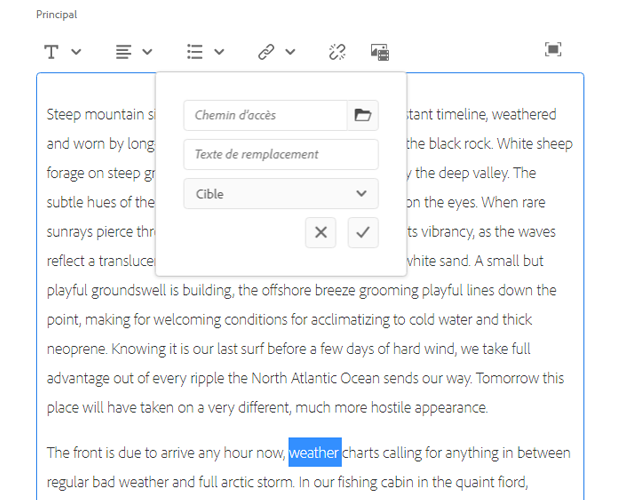 Principal
Chemin d'accès
Texte de remplacement
Cible
Steep mountain si stant timeline, weathered
and worn by long the black rock. White sheep
forage on steep gr y the deep valley. The
subtle hues of the on the eyes. When rare
sunrays pierce thr ts vibrancy, as the waves
reflect a translucen white sand. A small but
playful groundswell is building, the offshore breeze grooming playful lines down the
point, making for welcoming conditions for acclimatizing to cold water and thick
neoprene. Knowing it is our last surf before a few days of hard wind, we take full
advantage out of every ripple the North Atlantic Ocean sends our way. Tomorrow this
place will have taken on a very different, much more hostile appearance.
The front is due to arrive any hour now, weather charts calling for anything in between
regular bad weather and full arctic storm. In our fishing cabin in the quaint fiord,